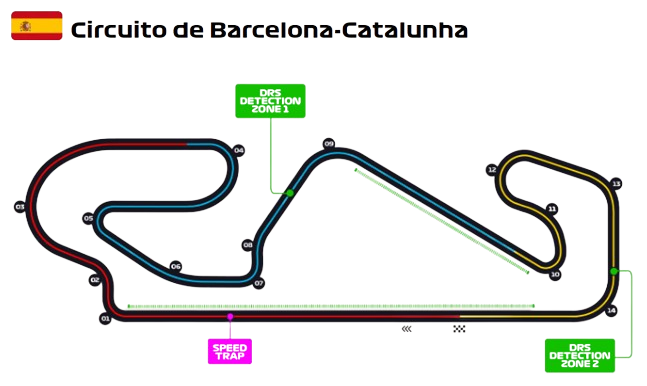 Circuito de Barcelona-Catalunha
DRS
DETECTION
ZONE 1
09
04
12
13
03
11
05
08
06
10
02
07
01
14
SPEED
TRAP
DRS
DETECTION
ZONE 2